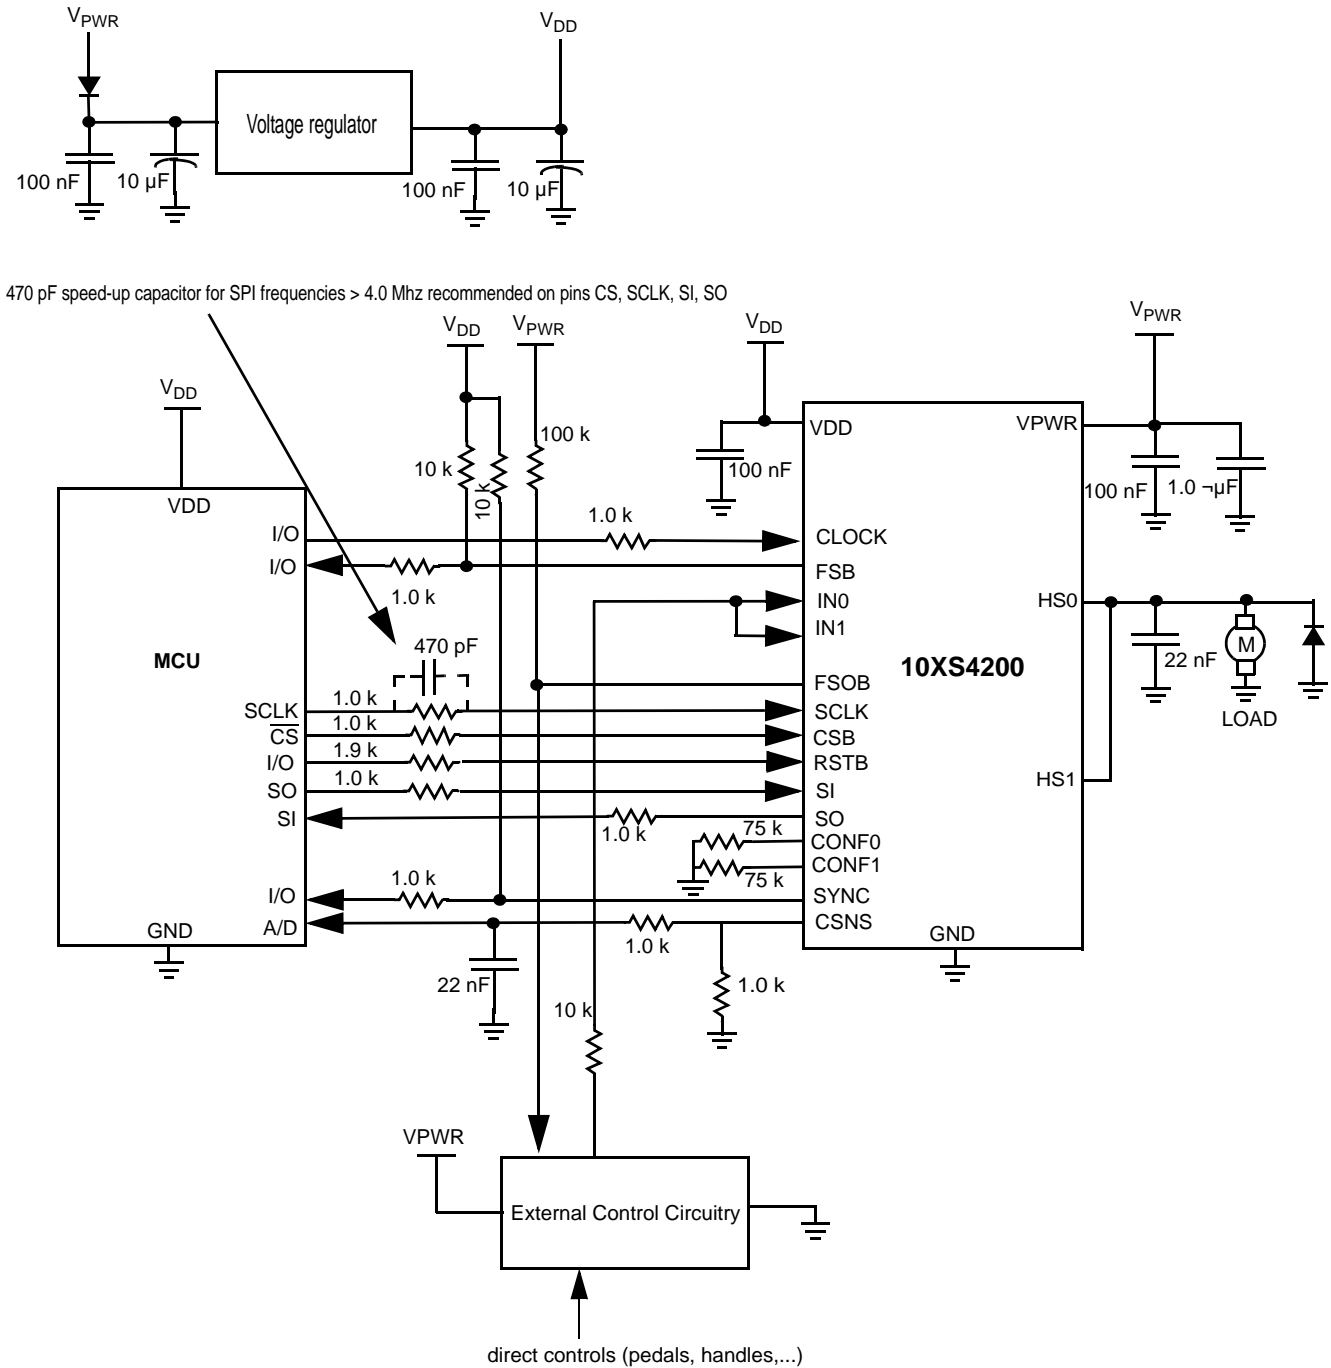 VPWR
VDD
Voltage regulator
100 nF
10 µF
100 nF
10 µF
470 pF speed-up capacitor for SPI frequencies > 4.0 Mhz recommended on pins CS, SCLK, SI, SO
VDD
VPWR
VDD
VPWR
VDD
100 k
10 k
10 k
VDD
VPWR
100 nF
100 nF
1.0 ¬µF
VDD
I/O
1.0 k
CLOCK
I/O
1.0 k
FSB
IN0
HS0
IN1
MCU
470 pF
10XS4200
22 nF
M
LOAD
FSOB
SCLK
1.0 k
SCLK
CS
1.0 k
CSB
I/O
1.9 k
RSTB
HS1
SO
1.0 k
SI
SI
1.0 k
SO
75 k
CONF0
75 k
CONF1
I/O
1.0 k
SYNC
A/D
1.0 k
CSNS
GND
GND
22 nF
1.0 k
10 k
VPWR
External Control Circuitry
direct controls (pedals, handles,...)